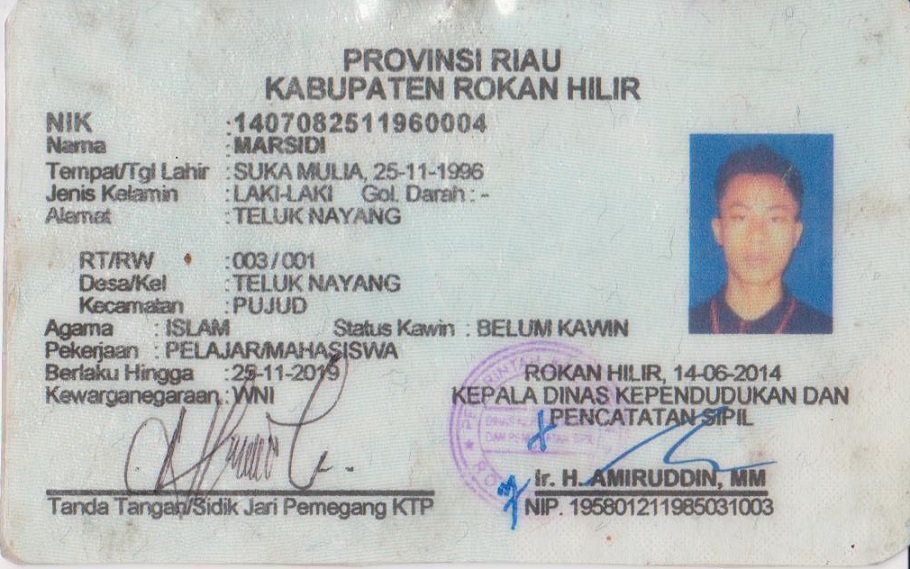 PROVINSI RIAU
KABUPATEN ROKAN HILIR
NIK :1407082511960004
Nama :MARSIDI
Tempat/Tgl Lahir :SUKA MULIA, 25-11-1996
Jenis Kelamin :LAKI-LAKI Gol. Darah : -
Alamat :TELUK NAYANG
RT/RW :003 / 001
Desa/Kel :TELUK NAYANG
Kecamatan :PUJUD
Agama : ISLAM Status Kawin : BELUM KAWIN
Pekerjaan : PELAJAR/MAHASISWA
Berlaku Hingga :25-11-2019
Kewarganegaraan :WNI
ROKAN HILIR, 14-06-2014
KEPALA DINAS KEPENDUDUKAN DAN
PENCATATAN SIPIL
Ir. H. AMIRUDDIN, MM
NIP. 195801211985031003
Tanda Tangan/Sidik Jari Pemegang KTP